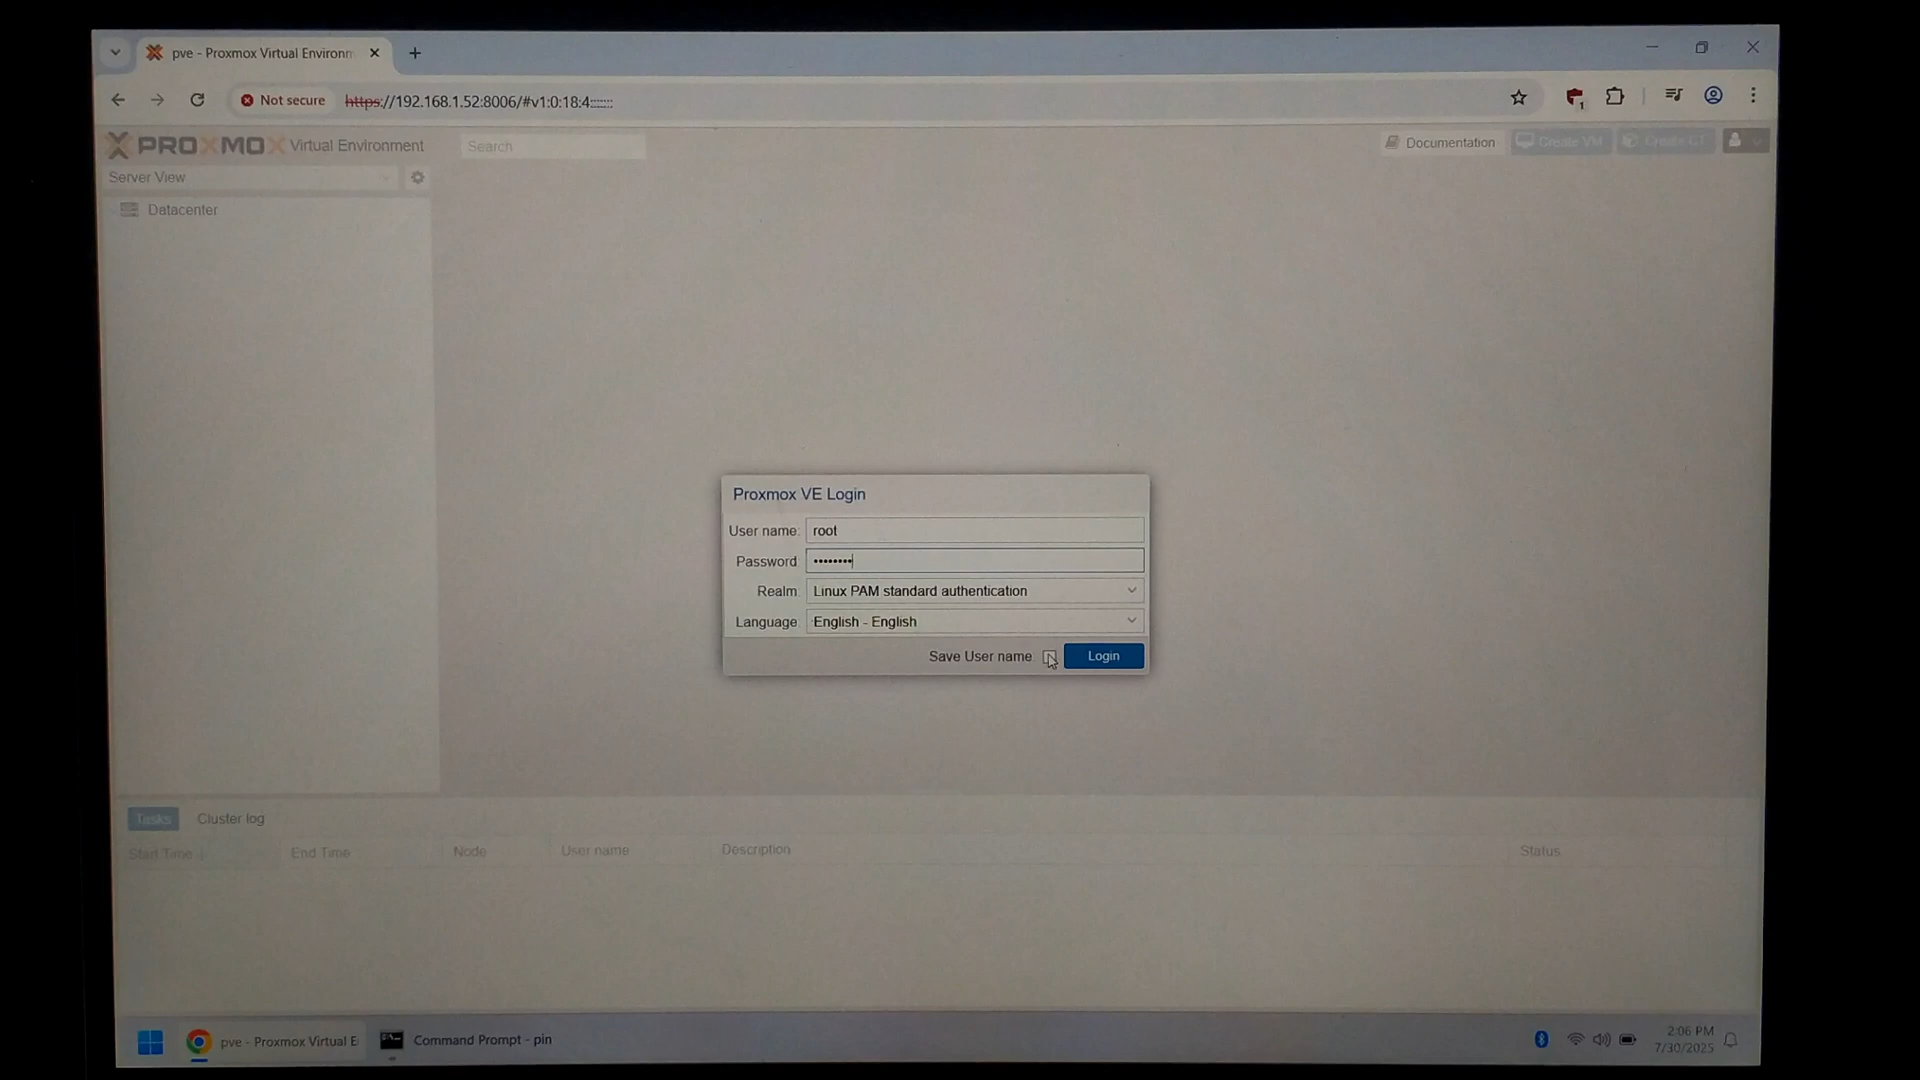 pve - Proxmox Virtual Environm
Not secure
https://192.168.1.52:8006/#v1:0:18:4:::::::
1
PROXMOX Virtual Environment
Search
Documentation
Create VM
Create CT
Server View
Datacenter
Proxmox VE Login
User name: root
Password: ••••••••
Realm: Linux PAM standard authentication
Language: English - English
Save User name
Login
Tasks
Cluster log
Start Time
End Time
Node
User name
Description
Status
pve - Proxmox Virtual E
Command Prompt - pin
2:06 PM
7/30/2025